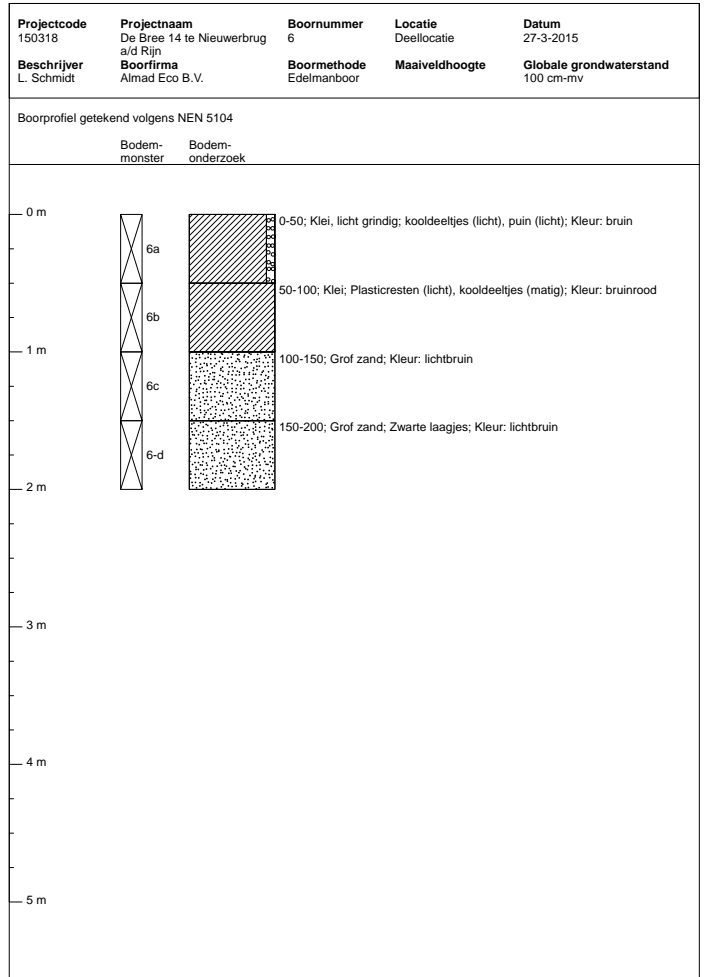 Projectcode Projectnaam Boornummer Locatie Datum
150318 De Bree 14 te Nieuwerbrug 6 Deellocatie 27-3-2015
a/d Rijn
Beschrijver Boorfirma Boormethode Maaiveldhoogte Globale grondwaterstand
L. Schmidt Almad Eco B.V. Edelmanboor 100 cm-mv
Boorprofiel getekend volgens NEN 5104
Bodem- Bodem-
monster onderzoek
0 m
0-50; Klei, licht grindig; kooldeeltjes (licht), puin (licht); Kleur: bruin
6a
50-100; Klei; Plasticresten (licht), kooldeeltjes (matig); Kleur: bruinrood
6b
1 m
100-150; Grof zand; Kleur: lichtbruin
6c
150-200; Grof zand; Zwarte laagjes; Kleur: lichtbruin
6-d
2 m
3 m
4 m
5 m